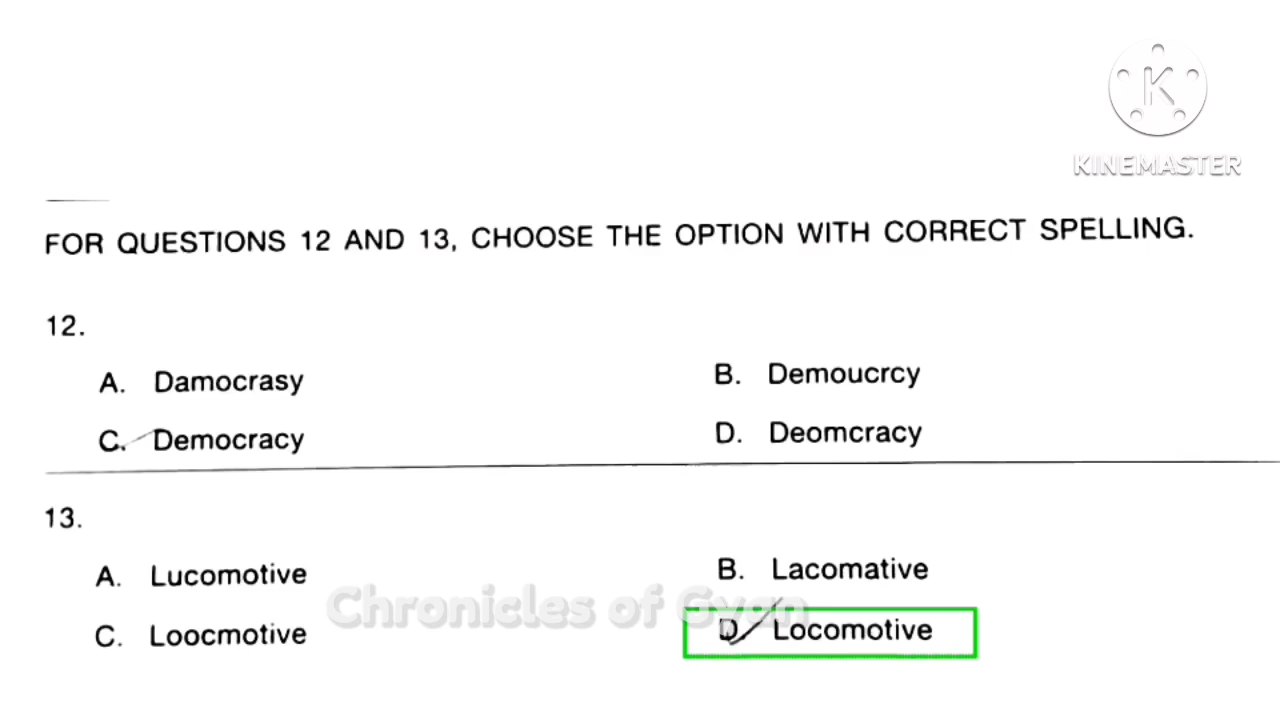 KINEMASTER
FOR QUESTIONS 12 AND 13, CHOOSE THE OPTION WITH CORRECT SPELLING.
12.
A. Damocrasy B. Demoucrcy
C. Democracy D. Deomcracy
13.
A. Lucomotive B. Lacomative
Chronicles of Gyan
C. Loocmotive D. Locomotive